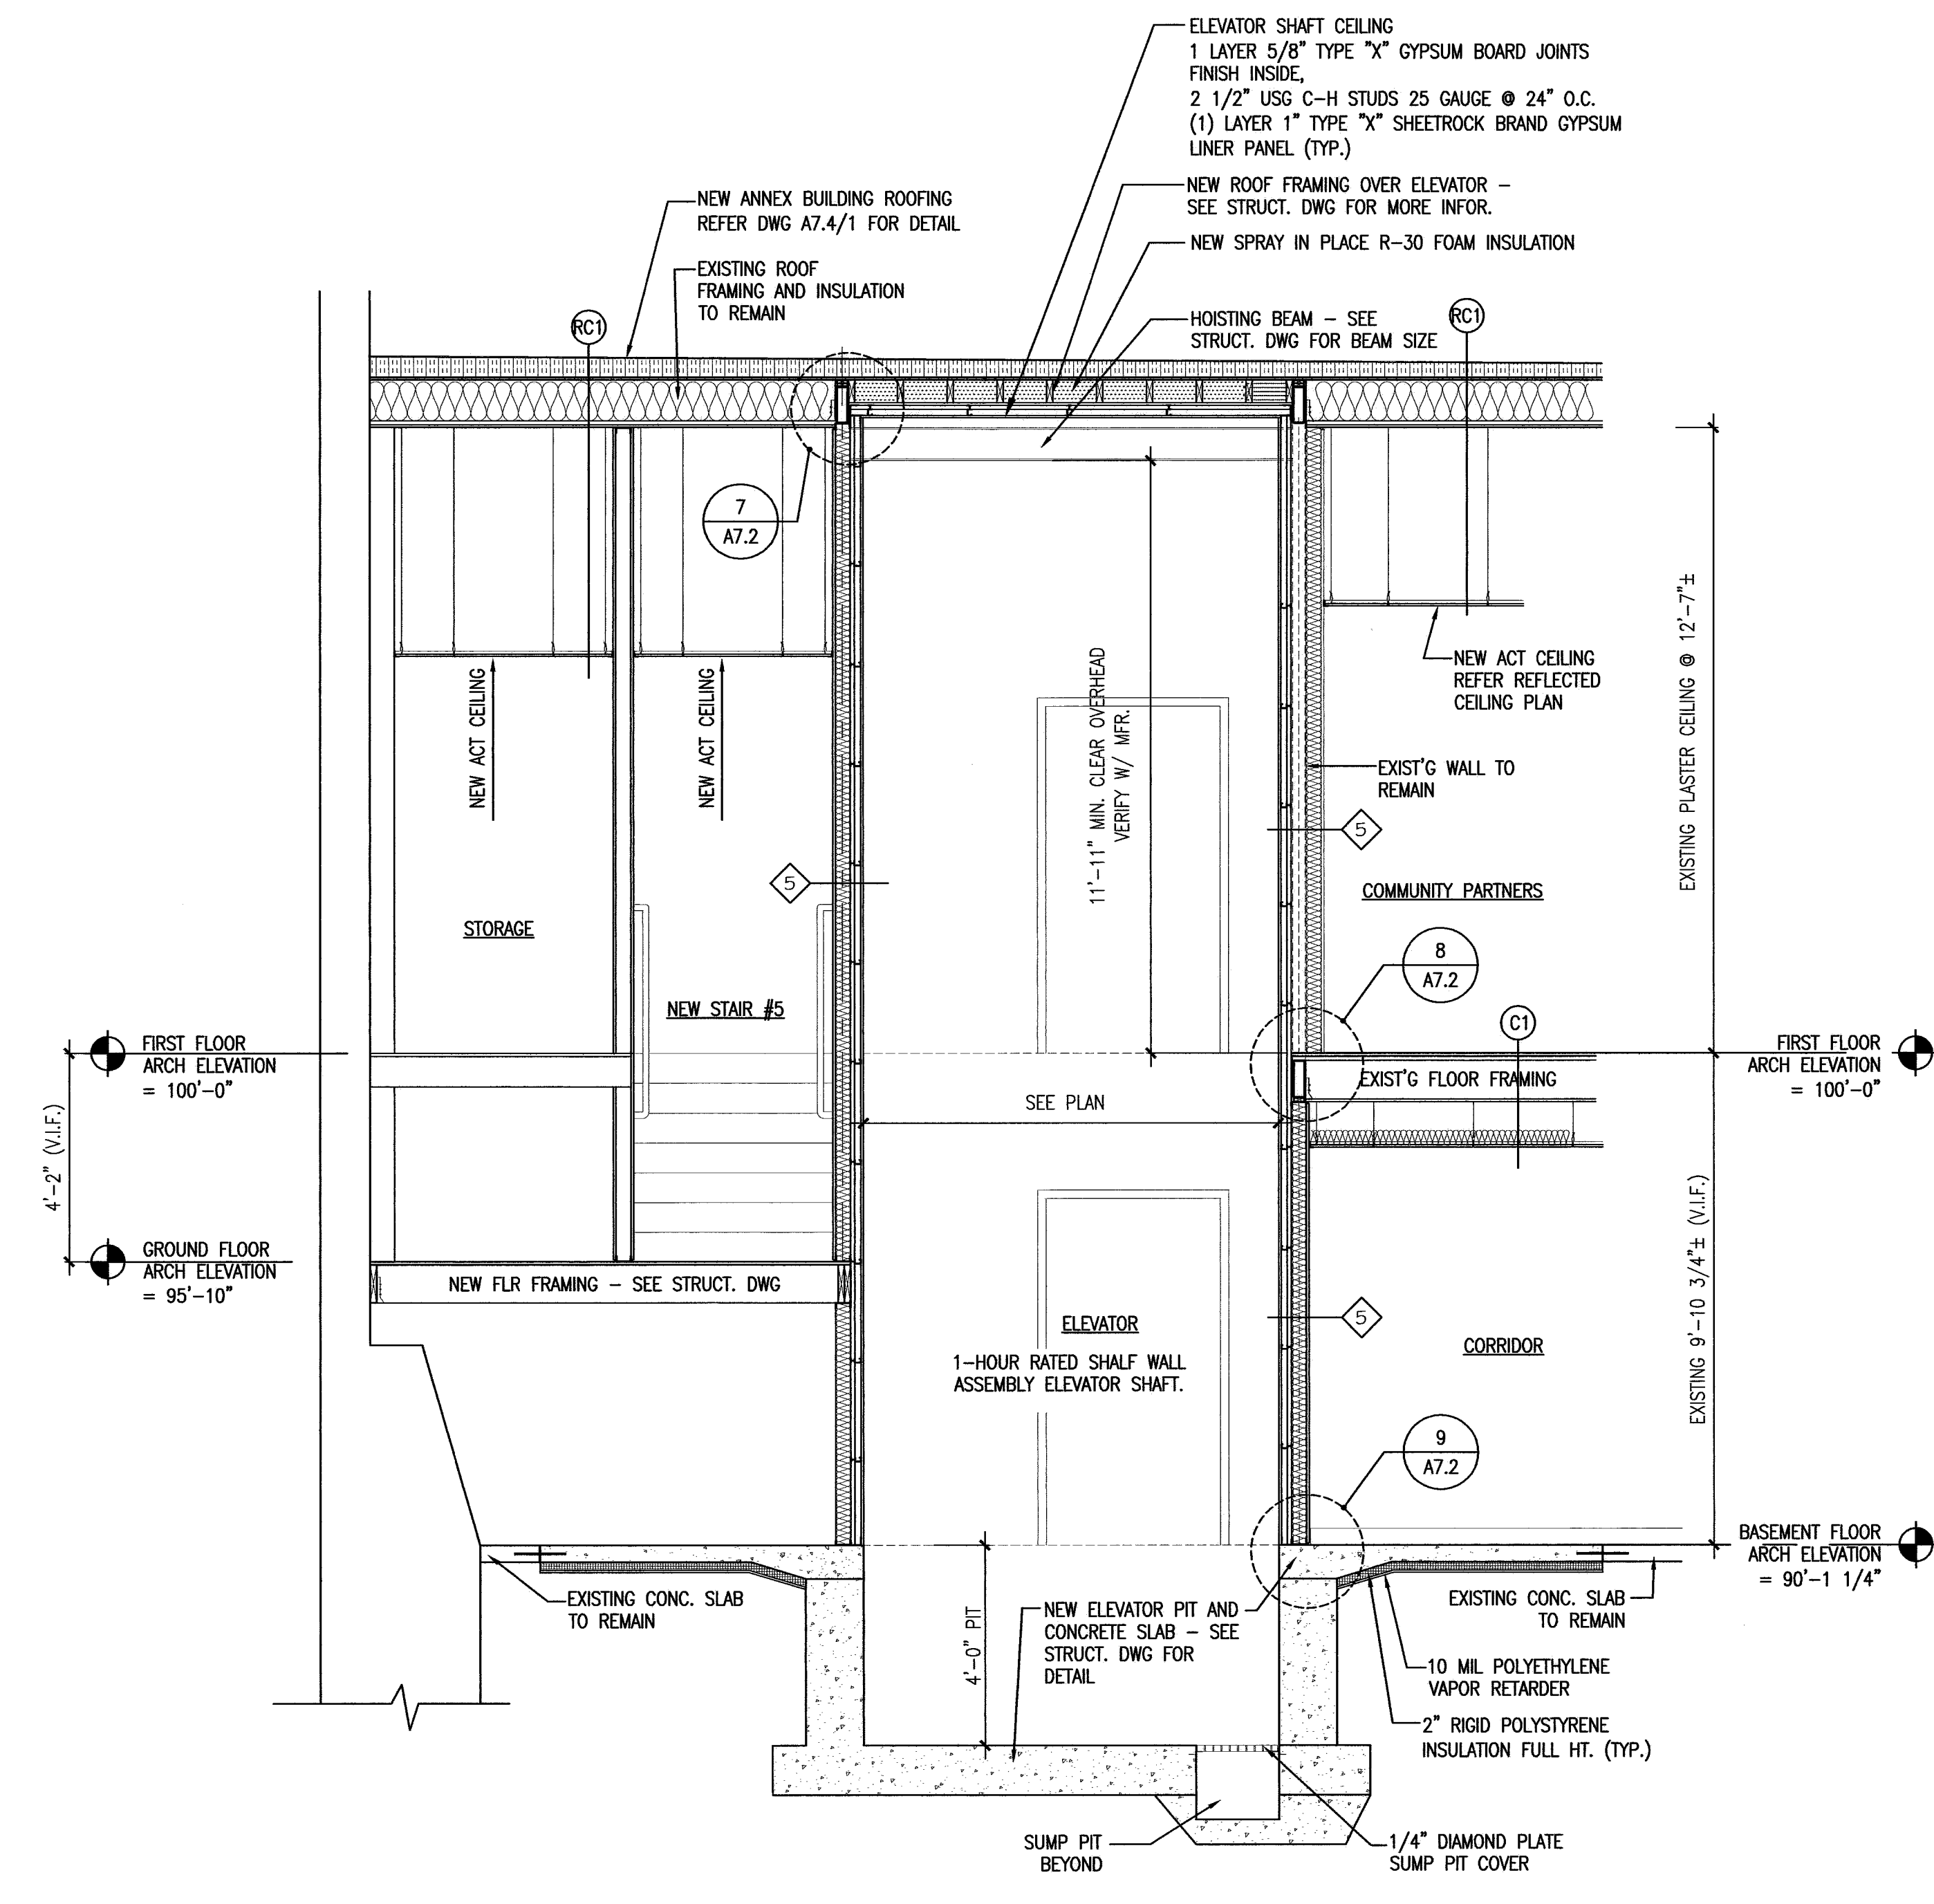 ELEVATOR SHAFT CEILING
1 LAYER 5/8" TYPE "X" GYPSUM BOARD JOINTS
FINISH INSIDE,
2 1/2" USG C-H STUDS 25 GAUGE @ 24" O.C.
(1) LAYER 1" TYPE "X" SHEETROCK BRAND GYPSUM
LINER PANEL (TYP.)
NEW ROOF FRAMING OVER ELEVATOR –
SEE STRUCT. DWG FOR MORE INFOR.
NEW SPRAY IN PLACE R-30 FOAM INSULATION
HOISTING BEAM – SEE
STRUCT. DWG FOR BEAM SIZE
NEW ANNEX BUILDING ROOFING
REFER DWG A7.4/1 FOR DETAIL
EXISTING ROOF
FRAMING AND INSULATION
TO REMAIN
RC1
RC1
7
A7.2
NEW ACT CEILING
NEW ACT CEILING
11'-11" MIN. CLEAR OVERHEAD
VERIFY W/ MFR.
NEW ACT CEILING
REFER REFLECTED
CEILING PLAN
EXISTING PLASTER CEILING @ 12'-7"±
EXIST'G WALL TO
REMAIN
5
5
COMMUNITY PARTNERS
STORAGE
8
A7.2
NEW STAIR #5
C1
FIRST FLOOR
ARCH ELEVATION
= 100'-0"
FIRST FLOOR
ARCH ELEVATION
= 100'-0"
EXIST'G FLOOR FRAMING
SEE PLAN
4'-2" (V.I.F.)
GROUND FLOOR
ARCH ELEVATION
= 95'-10"
NEW FLR FRAMING – SEE STRUCT. DWG
EXISTING 9'-10 3/4"± (V.I.F.)
ELEVATOR
1-HOUR RATED SHALF WALL
ASSEMBLY ELEVATOR SHAFT.
5
CORRIDOR
9
A7.2
BASEMENT FLOOR
ARCH ELEVATION
= 90'-1 1/4"
EXISTING CONC. SLAB
TO REMAIN
4'-0" PIT
NEW ELEVATOR PIT AND
CONCRETE SLAB – SEE
STRUCT. DWG FOR
DETAIL
EXISTING CONC. SLAB
TO REMAIN
10 MIL POLYETHYLENE
VAPOR RETARDER
2" RIGID POLYSTYRENE
INSULATION FULL HT. (TYP.)
SUMP PIT
BEYOND
1/4" DIAMOND PLATE
SUMP PIT COVER